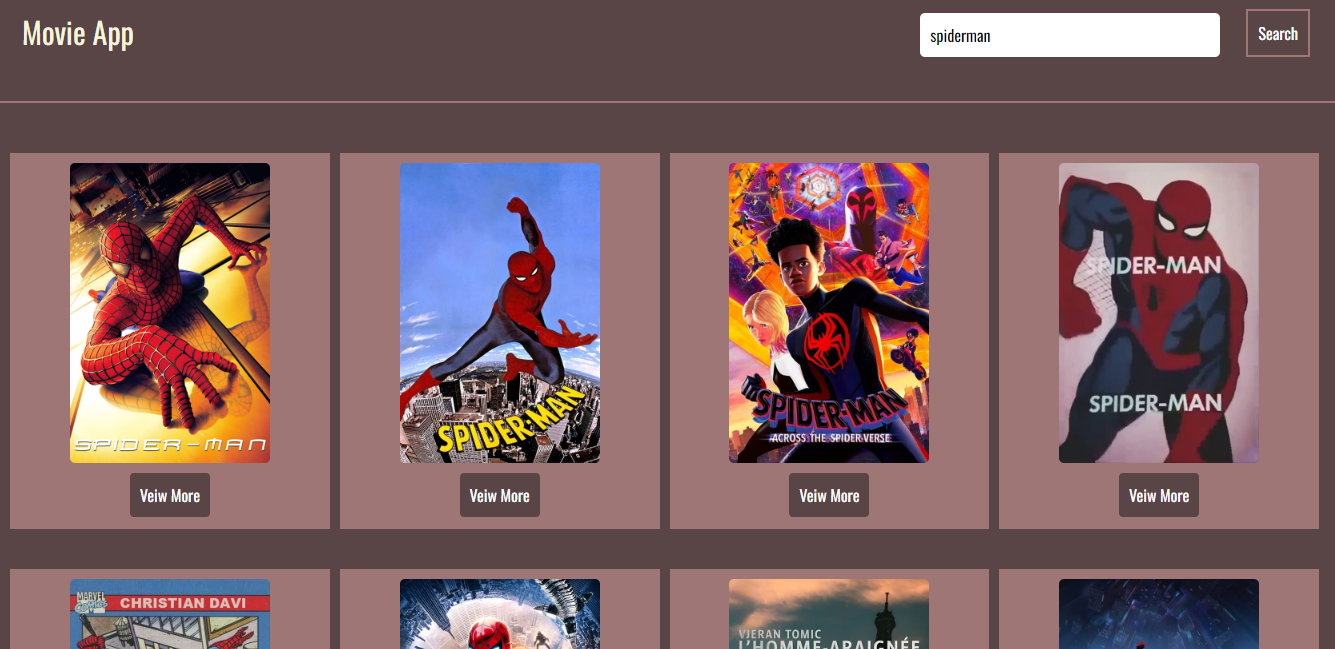 Movie App
spiderman
Search
SPIDER-MAN
SPIDER-MAN
SPIDER-MAN
ACROSS THE SPIDER-VERSE
SPIDER-MAN
SPIDER-MAN
Veiw More
Veiw More
Veiw More
Veiw More
MARVEL
COMICS
CHRISTIAN DAVI
VJERAN TOMIC
L'HOMME-ARAIGNÉE